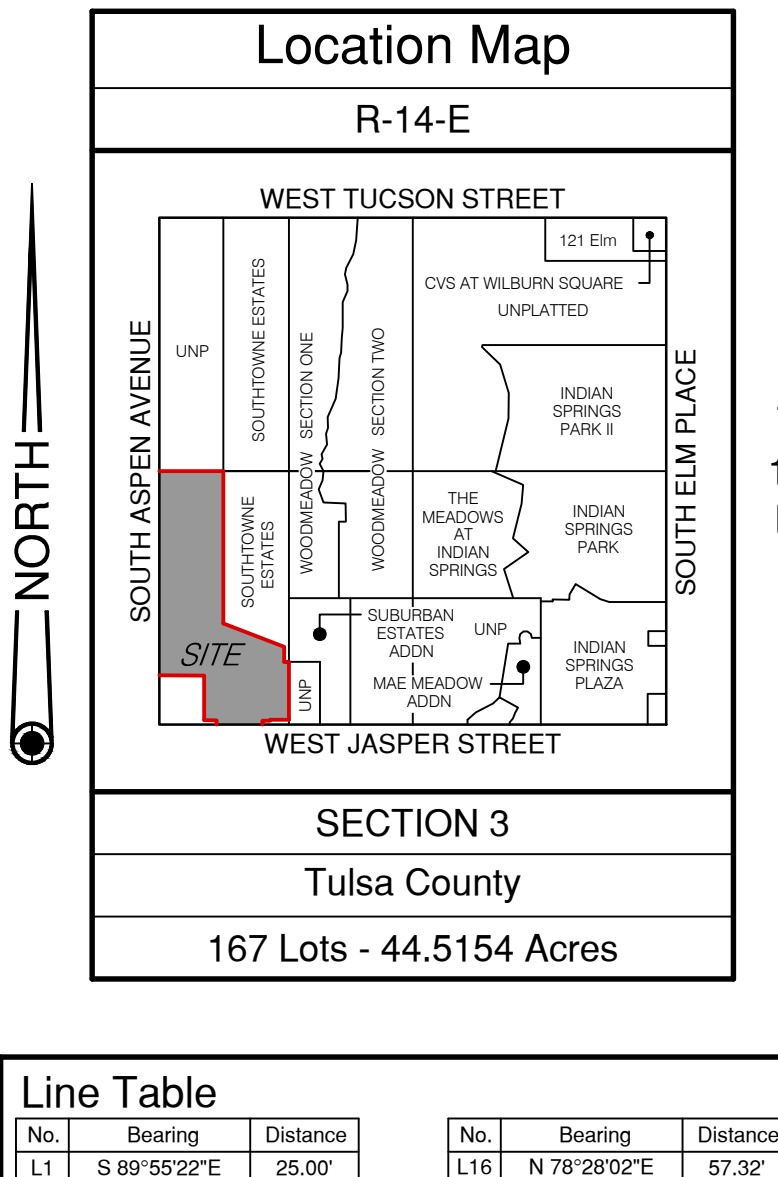 Location Map
R-14-E
WEST TUCSON STREET
121 Elm
CVS AT WILBURN SQUARE
UNPLATTED
UNP
SOUTHTOWNE ESTATES
WOODMEADOW SECTION ONE
WOODMEADOW SECTION TWO
INDIAN
SPRINGS
PARK II
SOUTH ASPEN AVENUE
SOUTH ELM PLACE
NORTH
SOUTHTOWNE
ESTATES
THE
MEADOWS
AT
INDIAN
SPRINGS
INDIAN
SPRINGS
PARK
SUBURBAN
ESTATES
ADDN
UNP
SITE
UNP
MAE MEADOW
ADDN
INDIAN
SPRINGS
PLAZA
WEST JASPER STREET
SECTION 3
Tulsa County
167 Lots - 44.5154 Acres
Line Table
No. Bearing Distance No. Bearing Distance
L1 S 89°55'22"E 25.00' L16 N 78°28'02"E 57.32'